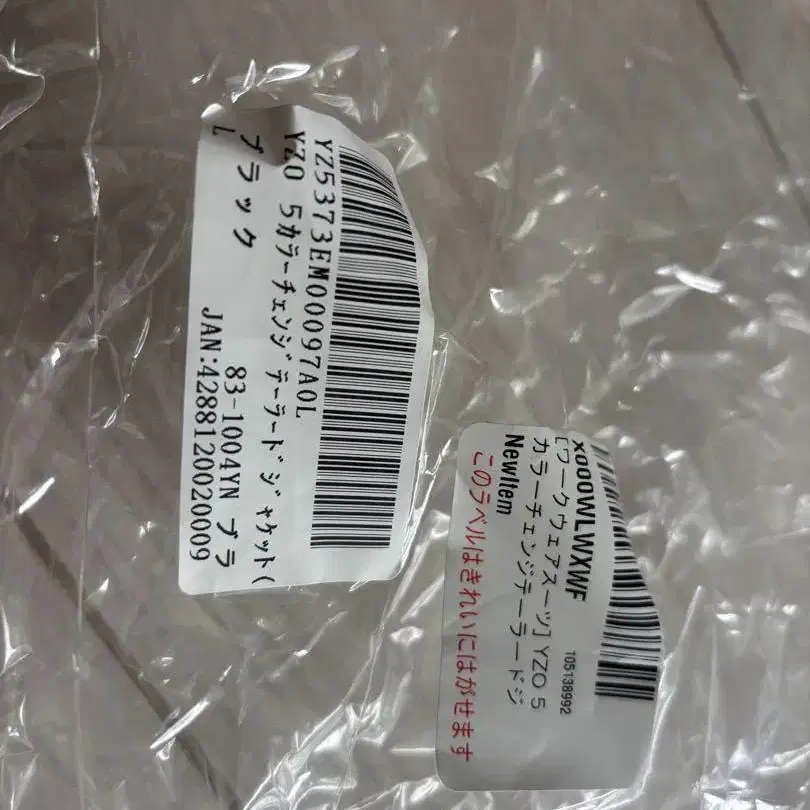 YZ5373EM00097A0L
YZO 5カラーチェンジテーラードジャケット(
ブラック
L
83-1004YN ブラ
JAN:4288120020009
X000WLWXWF
105138992
[ワークウェアスーツ] YZO 5
カラーチェンジテーラードジ
NewItem
このラベルはきれいにはがせます